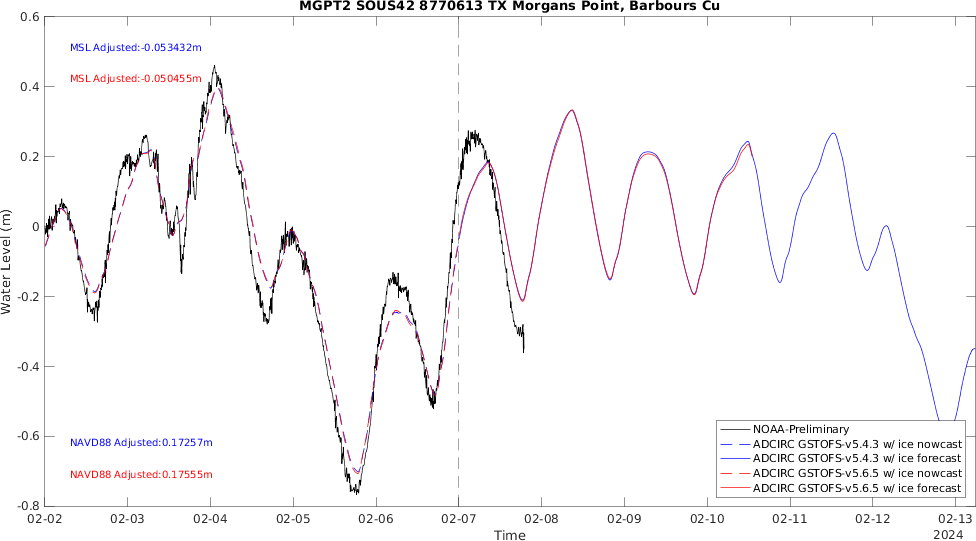 MGPT2 SOUS42 8770613 TX Morgans Point, Barbours Cu
0.6
0.4
0.2
0
-0.2
-0.4
-0.6
-0.8
Water Level (m)
MSL Adjusted:-0.053432m
MSL Adjusted:-0.050455m
NAVD88 Adjusted:0.17257m
NAVD88 Adjusted:0.17555m
NOAA-Preliminary
ADCIRC GSTOFS-v5.4.3 w/ ice nowcast
ADCIRC GSTOFS-v5.4.3 w/ ice forecast
ADCIRC GSTOFS-v5.6.5 w/ ice nowcast
ADCIRC GSTOFS-v5.6.5 w/ ice forecast
02-02 02-03 02-04 02-05 02-06 02-07 02-08 02-09 02-10 02-11 02-12 02-13
Time
2024